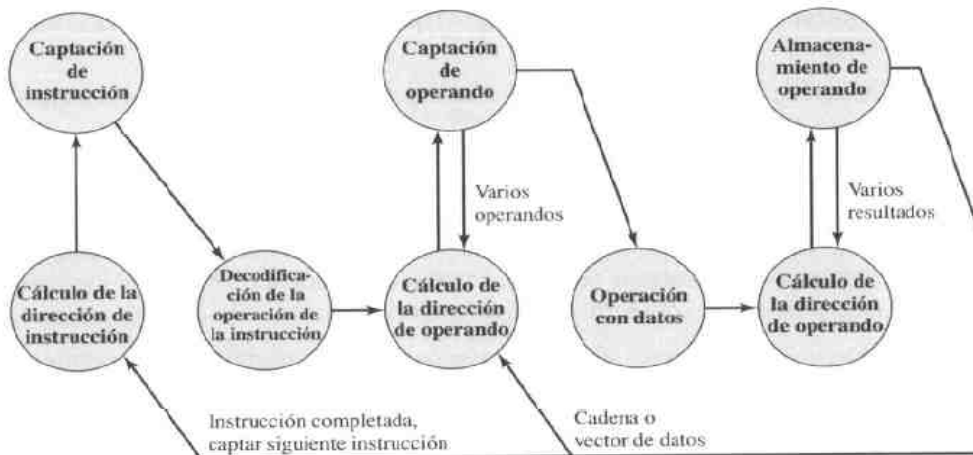 Captación
de
instrucción
Captación
de
operando
Almacena-
miento de
operando
Varios
operandos
Varios
resultados
Cálculo de la
dirección de
instrucción
Decodifica-
ción de la
operación de
la instrucción
Cálculo de
la dirección
de operando
Operación
con datos
Cálculo de
la dirección
de operando
Instrucción completada,
captar siguiente instrucción
Cadena o
vector de datos